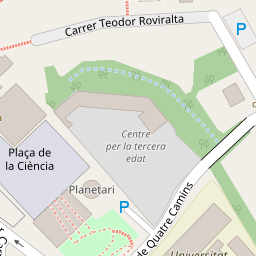 Carrer Teodor Roviralta
P
Centre
per la tercera
edat
Plaça de
la Ciència
Planetari
P
de Quatre Camins
Universitat